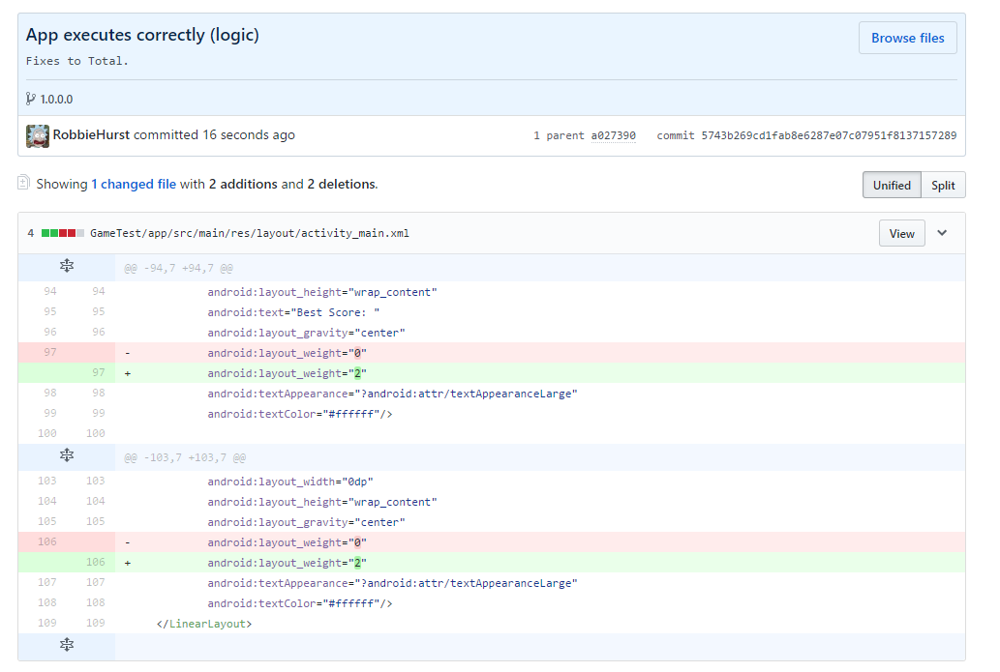 App executes correctly (logic)
Browse files
Fixes to Total.
1.0.0.0
RobbieHurst committed 16 seconds ago 1 parent a027390 commit 5743b269cd1fab8e6287e07c07951f8137157289
Showing 1 changed file with 2 additions and 2 deletions. Unified Split
4 GameTest/app/src/main/res/layout/activity_main.xml View
@@ -94,7 +94,7 @@
94 94 android:layout_height="wrap_content"
95 95 android:text="Best Score: "
96 96 android:layout_gravity="center"
97 - android:layout_weight="0"
97 + android:layout_weight="2"
98 98 android:textAppearance="?android:attr/textAppearanceLarge"
99 99 android:textColor="#ffffff"/>
100 100
@@ -103,7 +103,7 @@
103 103 android:layout_width="0dp"
104 104 android:layout_height="wrap_content"
105 105 android:layout_gravity="center"
106 - android:layout_weight="0"
106 + android:layout_weight="2"
107 107 android:textAppearance="?android:attr/textAppearanceLarge"
108 108 android:textColor="#ffffff"/>
109 109 </LinearLayout>